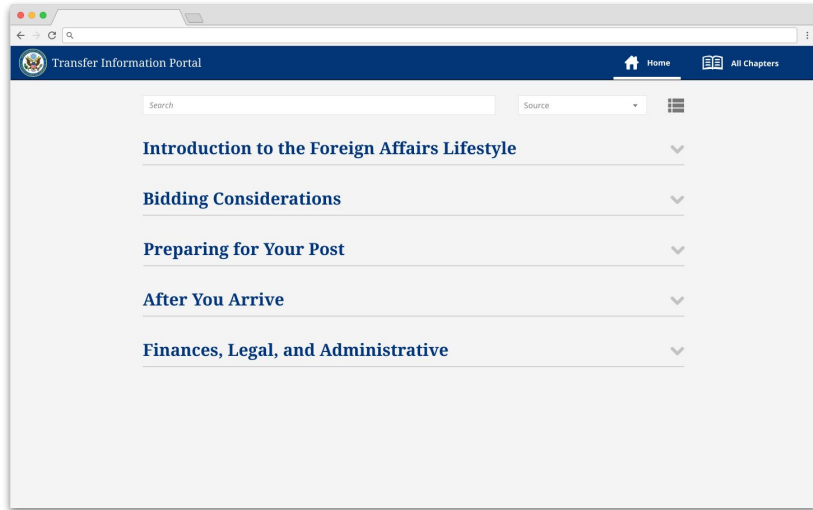 Transfer Information Portal
Home
All Chapters
Search
Source
Introduction to the Foreign Affairs Lifestyle
Bidding Considerations
Preparing for Your Post
After You Arrive
Finances, Legal, and Administrative